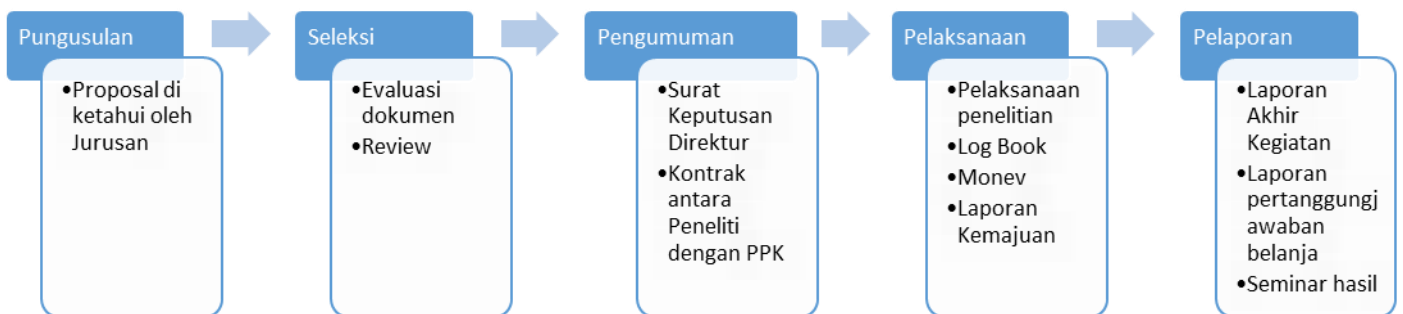 Pungusulan
•Proposal di
ketahui oleh
Jurusan
Seleksi
•Evaluasi
dokumen
•Review
Pengumuman
•Surat
Keputusan
Direktur
•Kontrak
antara
Peneliti
dengan PPK
Pelaksanaan
•Pelaksanaan
penelitian
•Log Book
•Monev
•Laporan
Kemajuan
Pelaporan
•Laporan
Akhir
Kegiatan
•Laporan
pertanggungj
awaban
belanja
•Seminar hasil